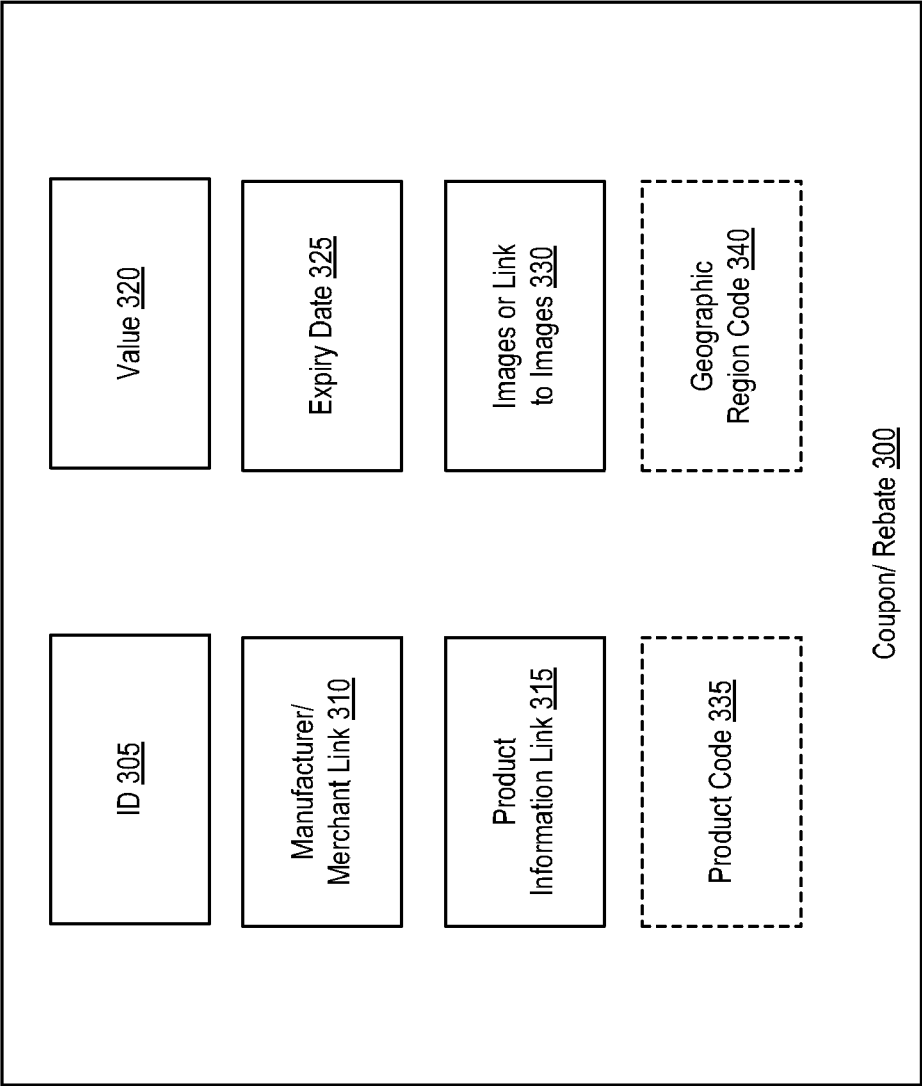 ID 305
Manufacturer/
Merchant Link 310
Product
Information Link 315
Product Code 335
Value 320
Expiry Date 325
Images or Link
to Images 330
Geographic
Region Code 340
Coupon/ Rebate 300